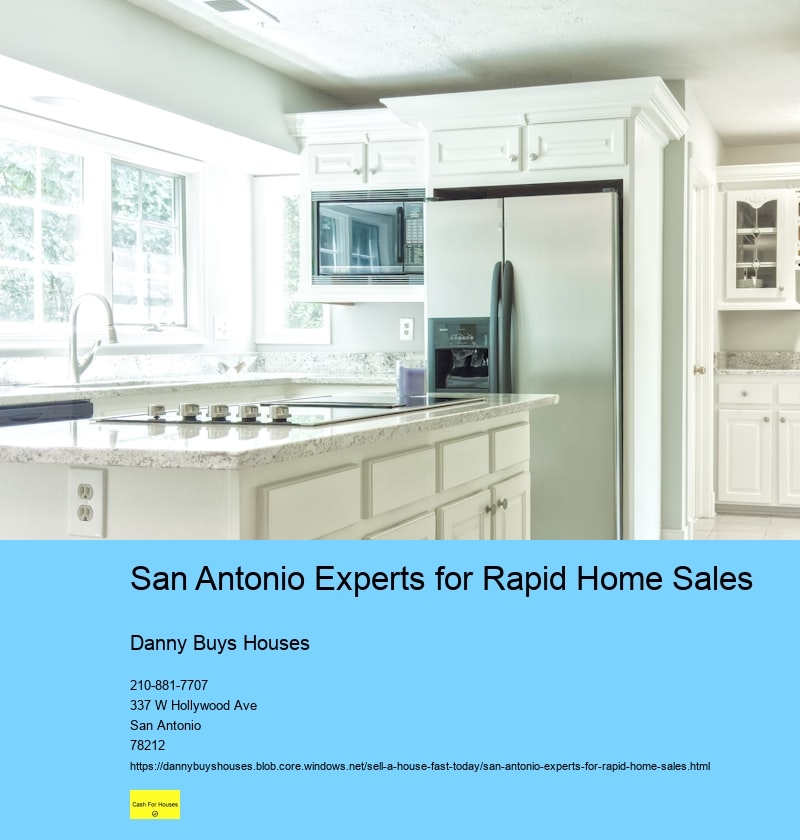 San Antonio Experts for Rapid Home Sales
Danny Buys Houses
210-881-7707
337 W Hollywood Ave
San Antonio
78212
https://dannybuyshouses.blob.core.windows.net/sell-a-house-fast-today/san-antonio-experts-for-rapid-home-sales.html
Cash For Houses